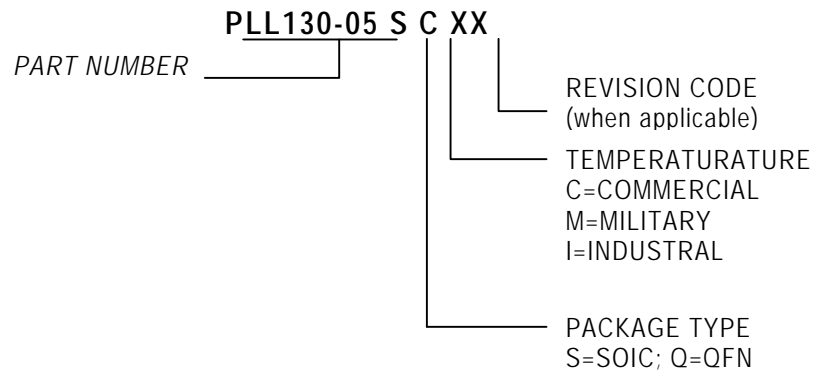 PLL130-05 S C XX
PART NUMBER
REVISION CODE
(when applicable)
TEMPERATURATURE
C=COMMERCIAL
M=MILITARY
I=INDUSTRAL
PACKAGE TYPE
S=SOIC; Q=QFN